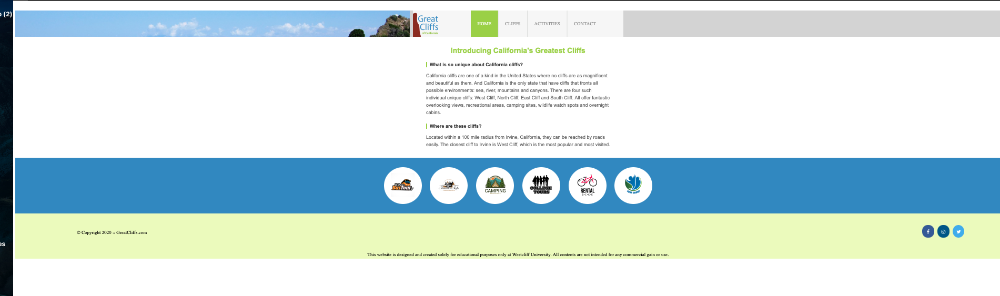 (2)
Great
Cliffs
of California
HOME CLIFFS ACTIVITIES CONTACT
Introducing California's Greatest Cliffs
What is so unique about California cliffs?
California cliffs are one of a kind in the United States where no cliffs are as magnificent
and beautiful as them. And California is the only state that have cliffs that fronts all
possible environments: sea, river, mountains and canyons. There are four such
individual unique cliffs: West Cliff, North Cliff, East Cliff and South Cliff. All offer fantastic
overlooking views, recreational areas, camping sites, wildlife watch spots and overnight
cabins.
Where are these cliffs?
Located within a 100 mile radius from Irvine, California, they can be reached by roads
easily. The closest cliff to Irvine is West Cliff, which is the most popular and most visited.
BusTour
CAMPING
COLLEGE
TOURS
RENTAL
B•I•K•E
© Copyright 2020 :: GreatCliffs.com
es
This website is designed and created solely for educational purposes only at Westcliff University. All contents are not intended for any commercial gain or use.